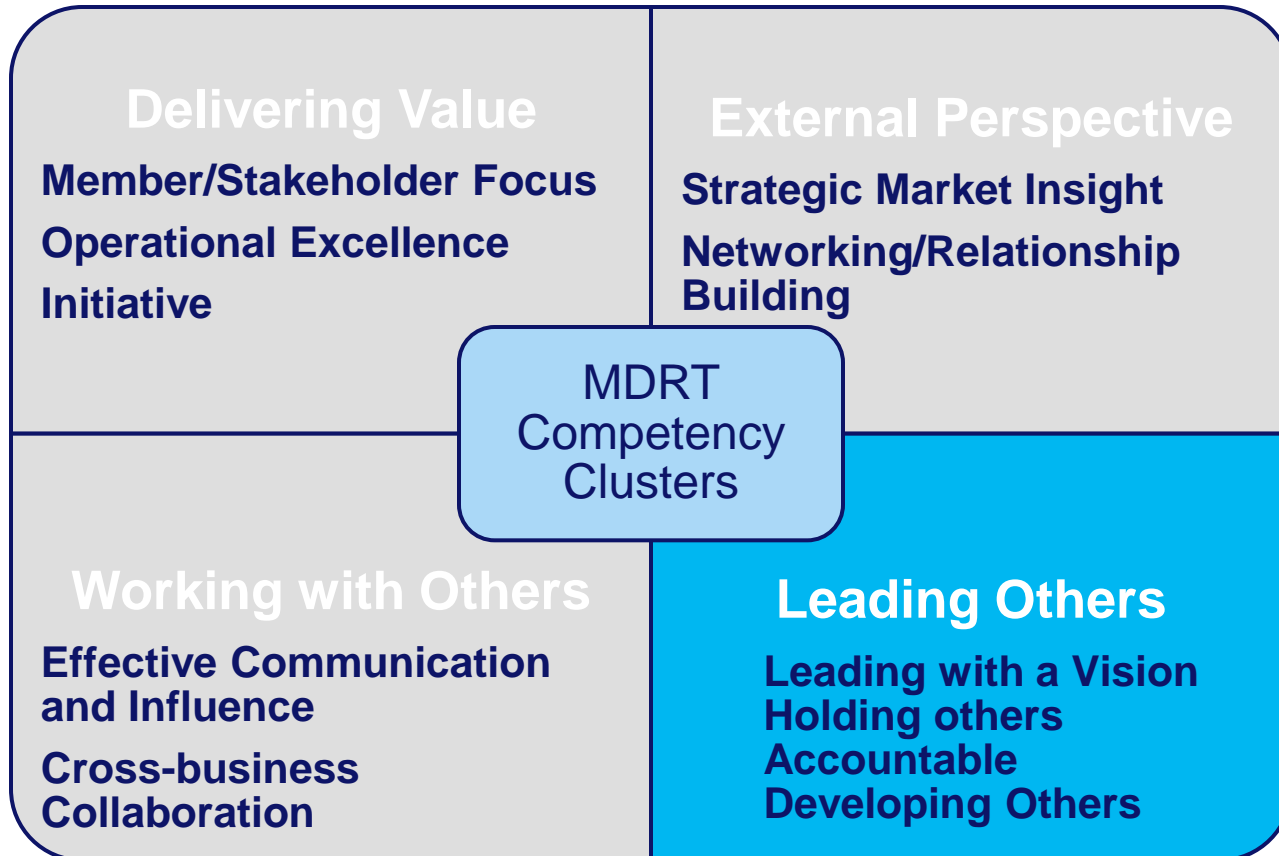 Delivering Value
Member/Stakeholder Focus
Operational Excellence
Initiative
External Perspective
Strategic Market Insight
Networking/Relationship
Building
MDRT
Competency
Clusters
Working with Others
Effective Communication
and Influence
Cross-business
Collaboration
Leading Others
Leading with a Vision
Holding others
Accountable
Developing Others